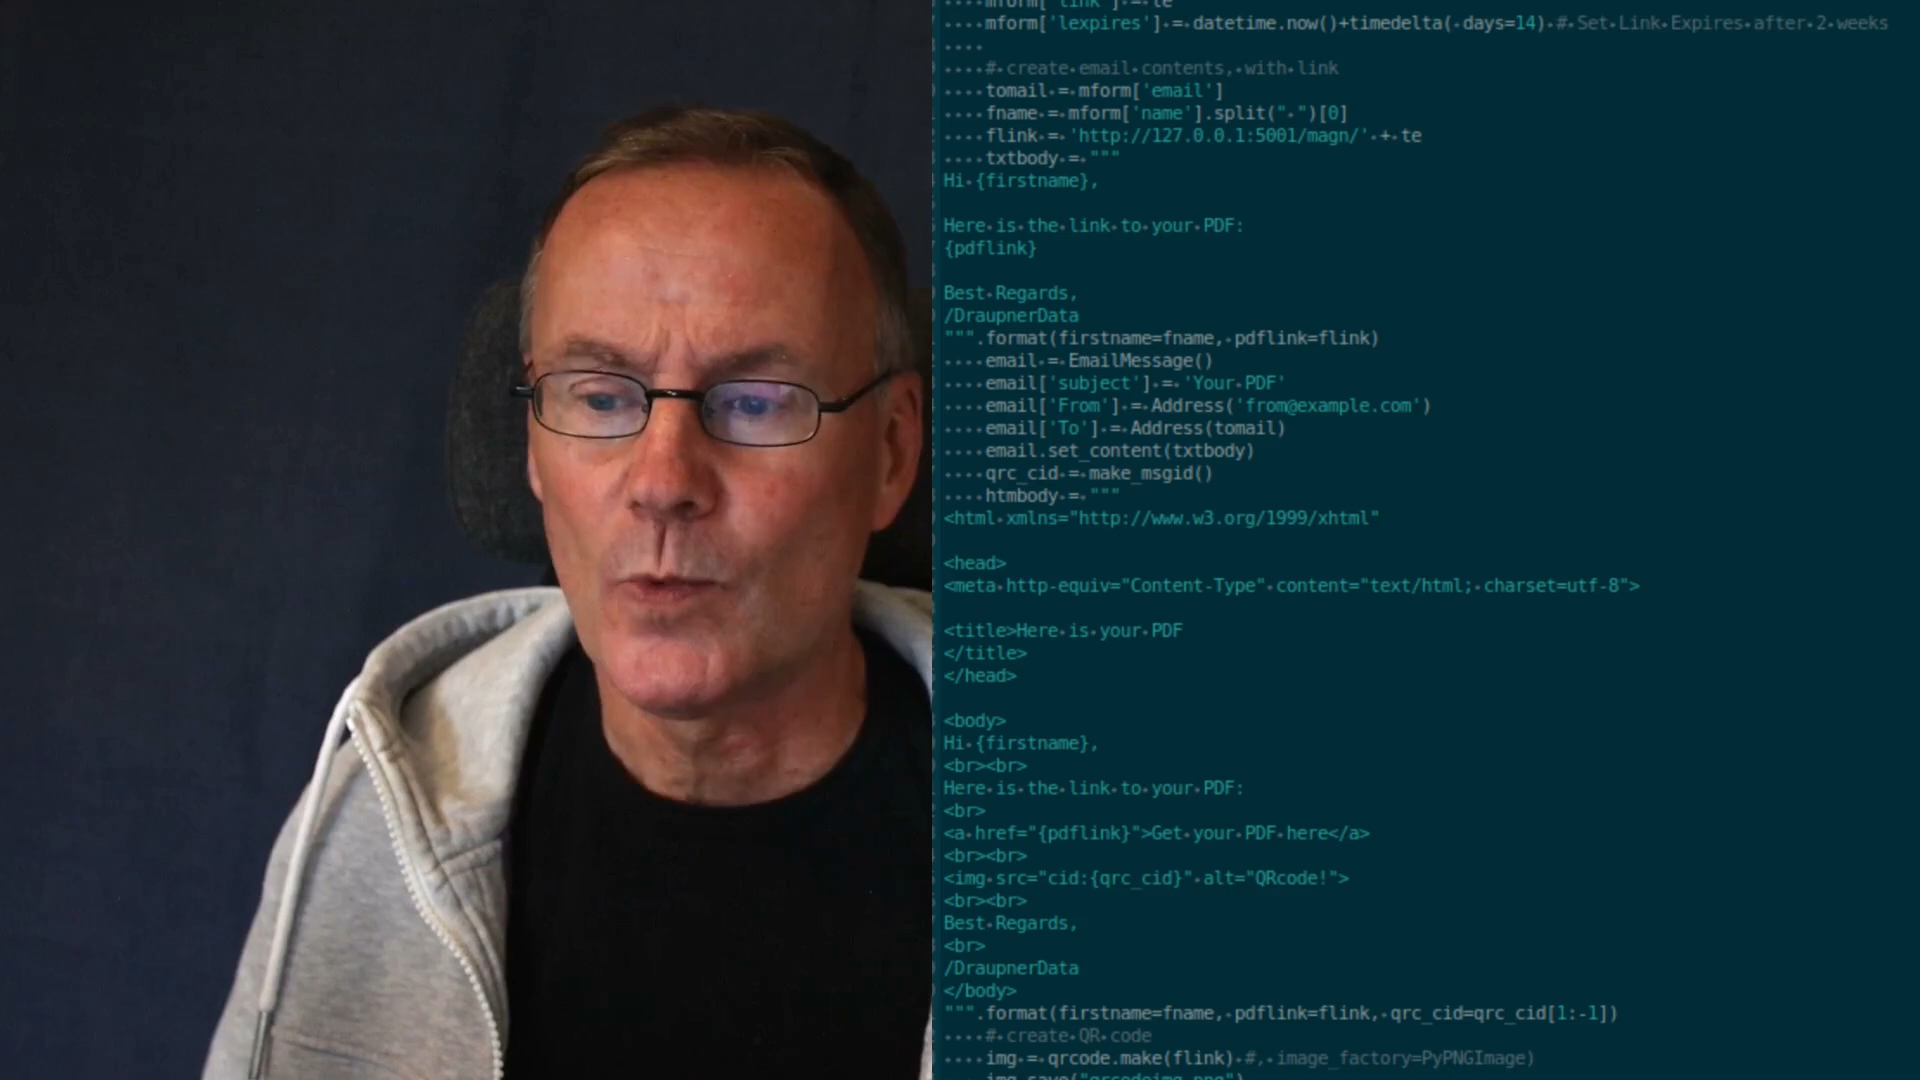 mform['link'] = te
mform['lexpires'] = datetime.now()+timedelta( days=14) # Set Link Expires after 2 weeks
# create email contents, with link
tomail = mform['email']
fname = mform['name'].split(" ")[0]
flink = 'http://127.0.0.1:5001/magn/' + te
txtbody = """
Hi {firstname},
Here is the link to your PDF:
{pdflink}
Best Regards,
/DraupnerData
""".format(firstname=fname, pdflink=flink)
email = EmailMessage()
email['subject'] = 'Your PDF'
email['From'] = Address('from@example.com')
email['To'] = Address(tomail)
email.set_content(txtbody)
qrc_cid = make_msgid()
htmbody = """
<html xmlns="http://www.w3.org/1999/xhtml"
<head>
<meta http-equiv="Content-Type" content="text/html; charset=utf-8">
<title>Here is your PDF
</title>
</head>
<body>
Hi {firstname},
<br><br>
Here is the link to your PDF:
<br>
<a href="{pdflink}">Get your PDF here</a>
<br><br>
<img src="cid:{qrc_cid}" alt="QRcode!">
<br><br>
Best Regards,
<br>
/DraupnerData
</body>
""".format(firstname=fname, pdflink=flink, qrc_cid=qrc_cid[1:-1])
# create QR code
img = qrcode.make(flink) #, image_factory=PyPNGImage)
img.save("qrcodeimg.png")